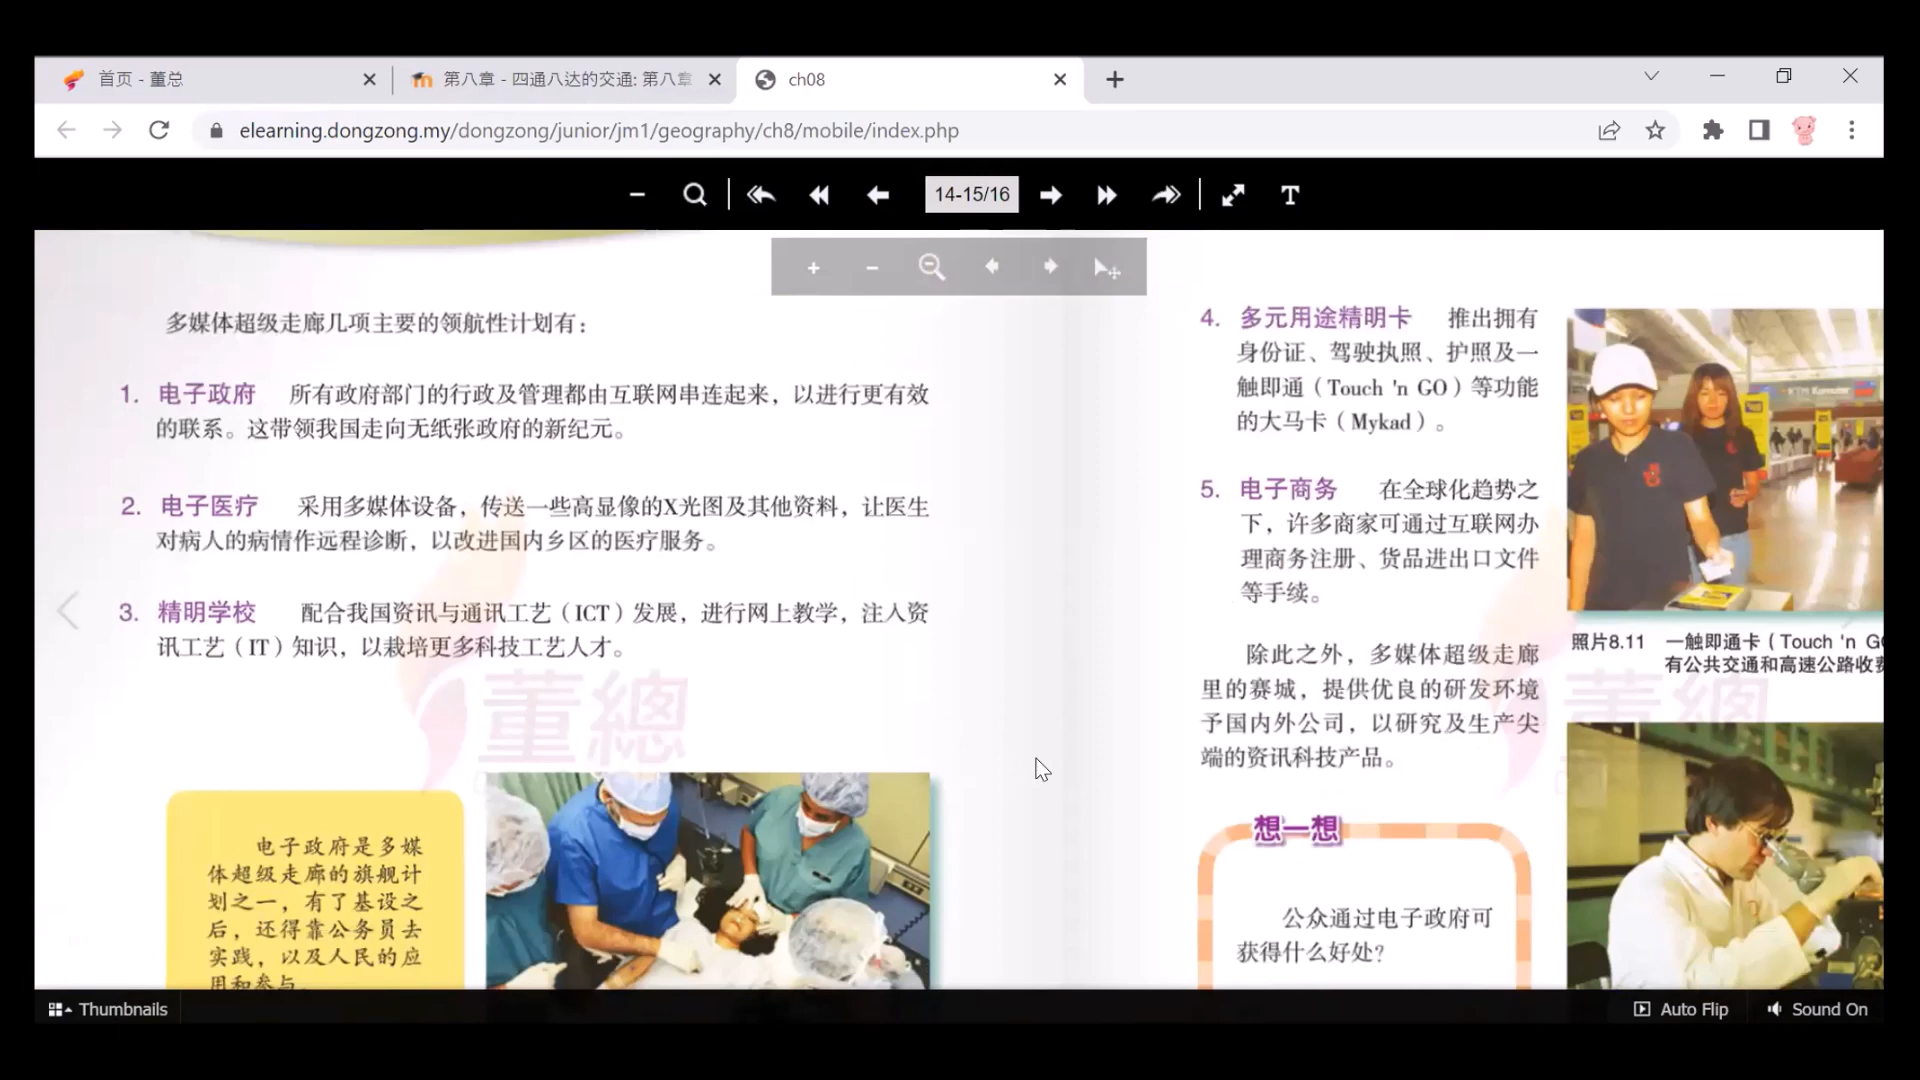 首页 - 董总
第八章 - 四通八达的交通: 第八章
ch08
elearning.dongzong.my/dongzong/junior/jm1/geography/ch8/mobile/index.php
14-15/16
多媒体超级走廊几项主要的领航性计划有：
1. 电子政府 所有政府部门的行政及管理都由互联网串连起来，以进行更有效
的联系。这带领我国走向无纸张政府的新纪元。
2. 电子医疗 采用多媒体设备，传送一些高显像的X光图及其他资料，让医生
对病人的病情作远程诊断，以改进国内乡区的医疗服务。
3. 精明学校 配合我国资讯与通讯工艺（ICT）发展，进行网上教学，注入资
讯工艺（IT）知识，以栽培更多科技工艺人才。
董總
电子政府是多媒
体超级走廊的旗舰计
划之一，有了基设之
后，还得靠公务员去
实践，以及人民的应
用和参与。
4. 多元用途精明卡 推出拥有
身份证、驾驶执照、护照及一
触即通（Touch 'n GO）等功能
的大马卡（Mykad）。
5. 电子商务 在全球化趋势之
下，许多商家可通过互联网办
理商务注册、货品进出口文件
等手续。
除此之外，多媒体超级走廊
里的赛城，提供优良的研发环境
予国内外公司，以研究及生产尖
端的资讯科技产品。
想一想
公众通过电子政府可
获得什么好处？
照片8.11 一触即通卡（Touch 'n G
有公共交通和高速公路收费
董總
Thumbnails
Auto Flip
Sound On